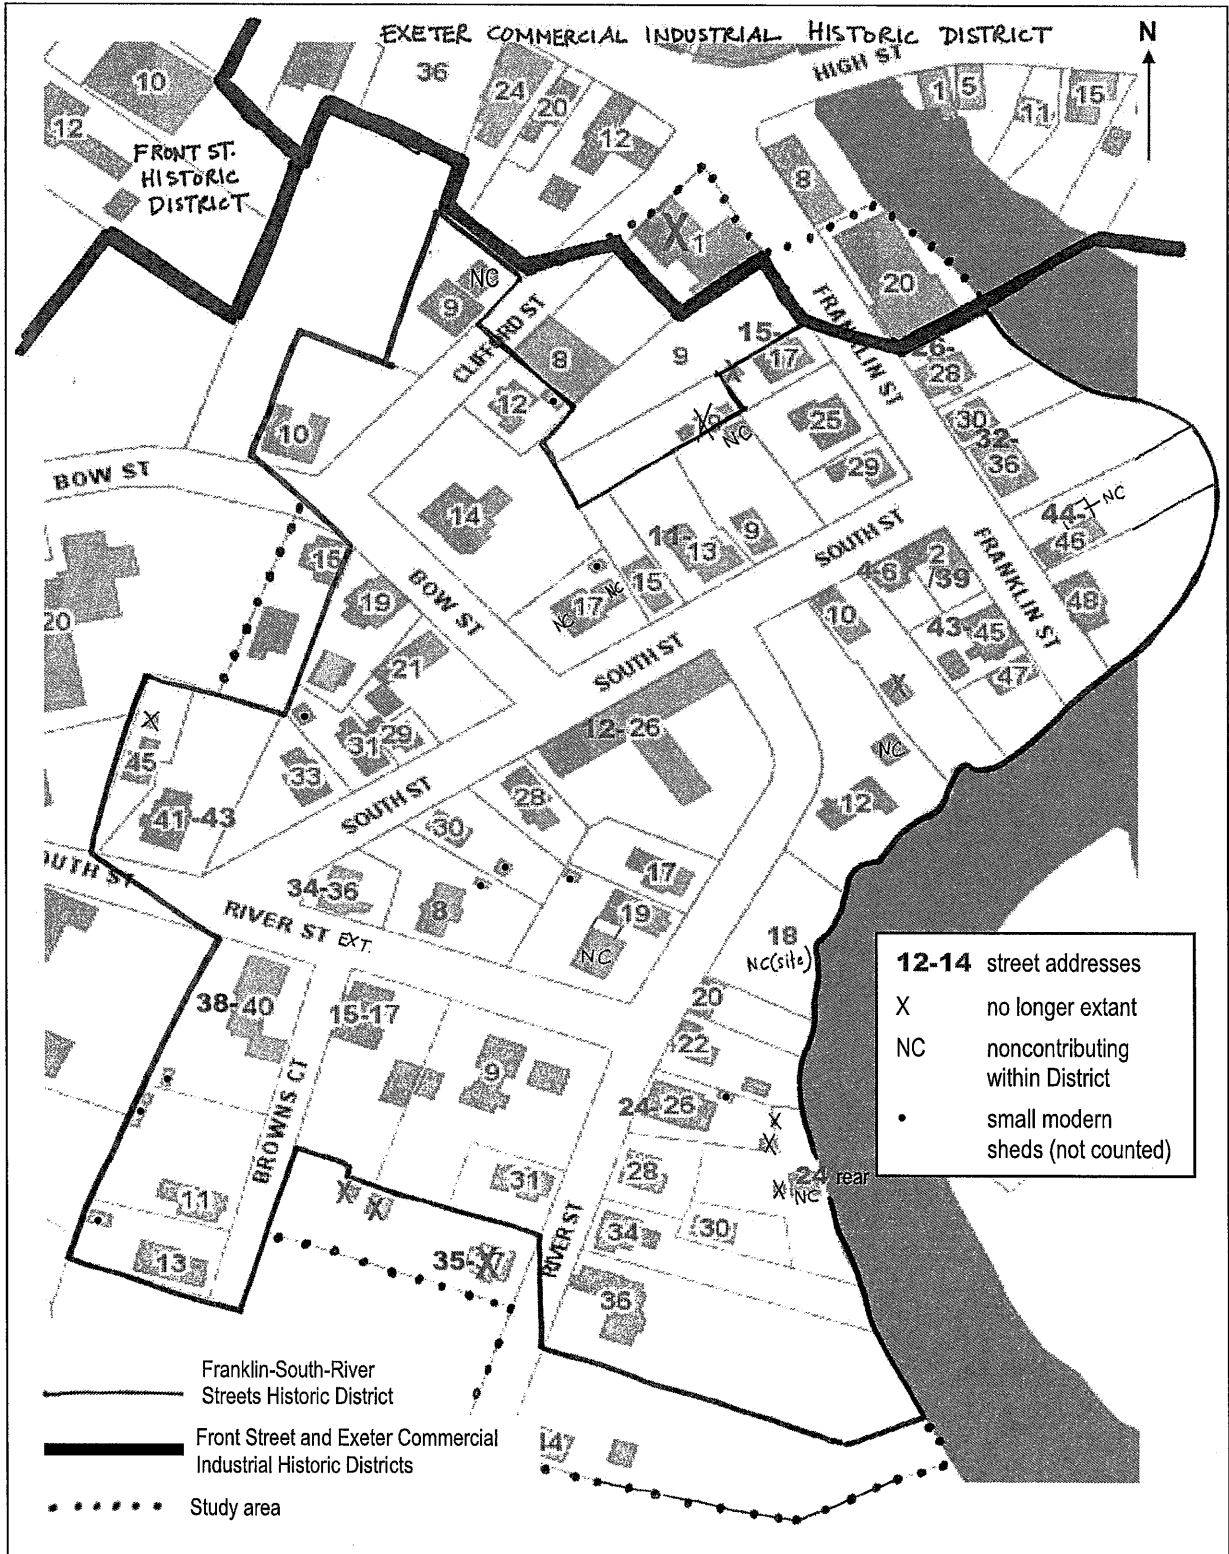 EXETER COMMERCIAL INDUSTRIAL HISTORIC DISTRICT
N
HIGH ST
10
36
24
20
12
1
5
11
15
12
FRONT ST.
HISTORIC
DISTRICT
8
X
1
20
NC
9
CLIFFORD ST
8
9
15-
17
FRANKLIN ST
26-
28
12
X
10
X
NC
25
30
32-
36
29
BOW ST
14
44-
NC
46
11-
13
9
SOUTH ST
FRANKLIN ST
4-6
2
/39
16
19
BOW ST
NC
17
NC
15
48
10
43-
45
20
21
SOUTH ST
47
X
12-26
NC
X
45
31
29
33
28
12
41-43
SOUTH ST
30
17
OUTH ST
34-36
8
19
RIVER ST EXT.
NC
18
NC(site)
12-14 street addresses
X no longer extant
NC noncontributing
within District
• small modern
sheds (not counted)
38-40
15-17
20
22
9
24-26
BROWNS CT
X
X
28
X
24 rear
NC
11
31
X
X
34
30
13
35-
X
RIVER ST
36
Franklin-South-River
Streets Historic District
Front Street and Exeter Commercial
Industrial Historic Districts
Study area